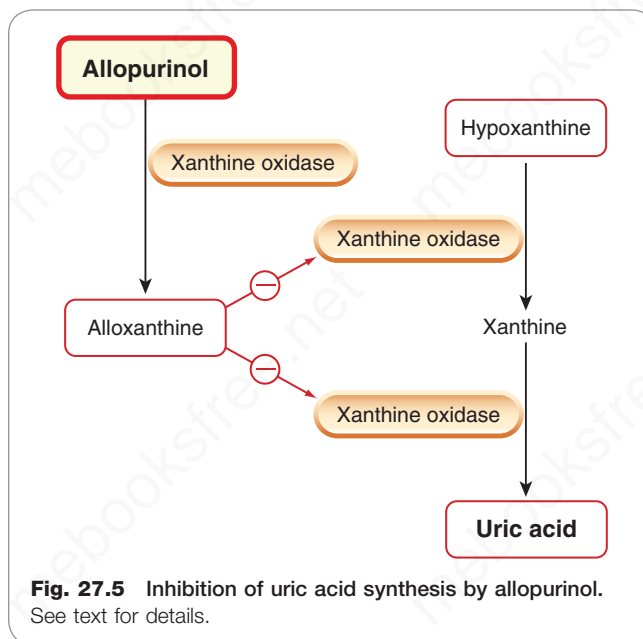 Allopurinol
Hypoxanthine
Xanthine oxidase
Xanthine oxidase
Alloxanthine
Xanthine
Xanthine oxidase
Uric acid
Fig. 27.5 Inhibition of uric acid synthesis by allopurinol.
See text for details.